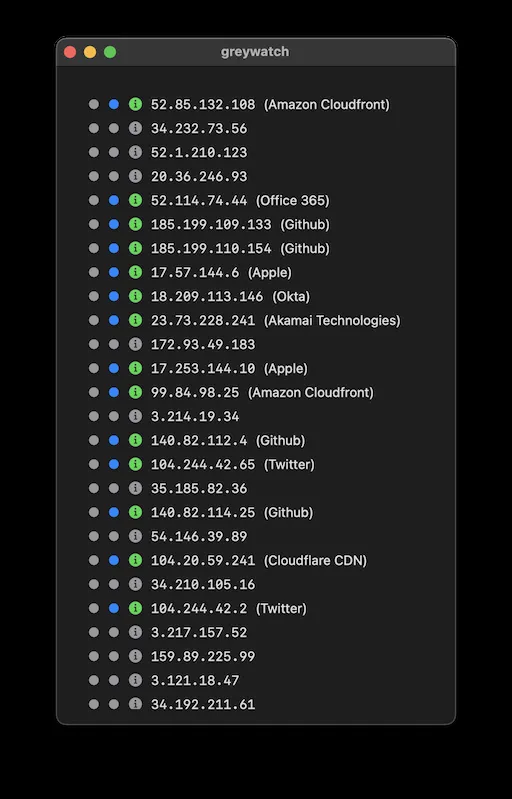 greywatch
52.85.132.108 (Amazon Cloudfront)
34.232.73.56
52.1.210.123
20.36.246.93
52.114.74.44 (Office 365)
185.199.109.133 (Github)
185.199.110.154 (Github)
17.57.144.6 (Apple)
18.209.113.146 (Okta)
23.73.228.241 (Akamai Technologies)
172.93.49.183
17.253.144.10 (Apple)
99.84.98.25 (Amazon Cloudfront)
3.214.19.34
140.82.112.4 (Github)
104.244.42.65 (Twitter)
35.185.82.36
140.82.114.25 (Github)
54.146.39.89
104.20.59.241 (Cloudflare CDN)
34.210.105.16
104.244.42.2 (Twitter)
3.217.157.52
159.89.225.99
3.121.18.47
34.192.211.61